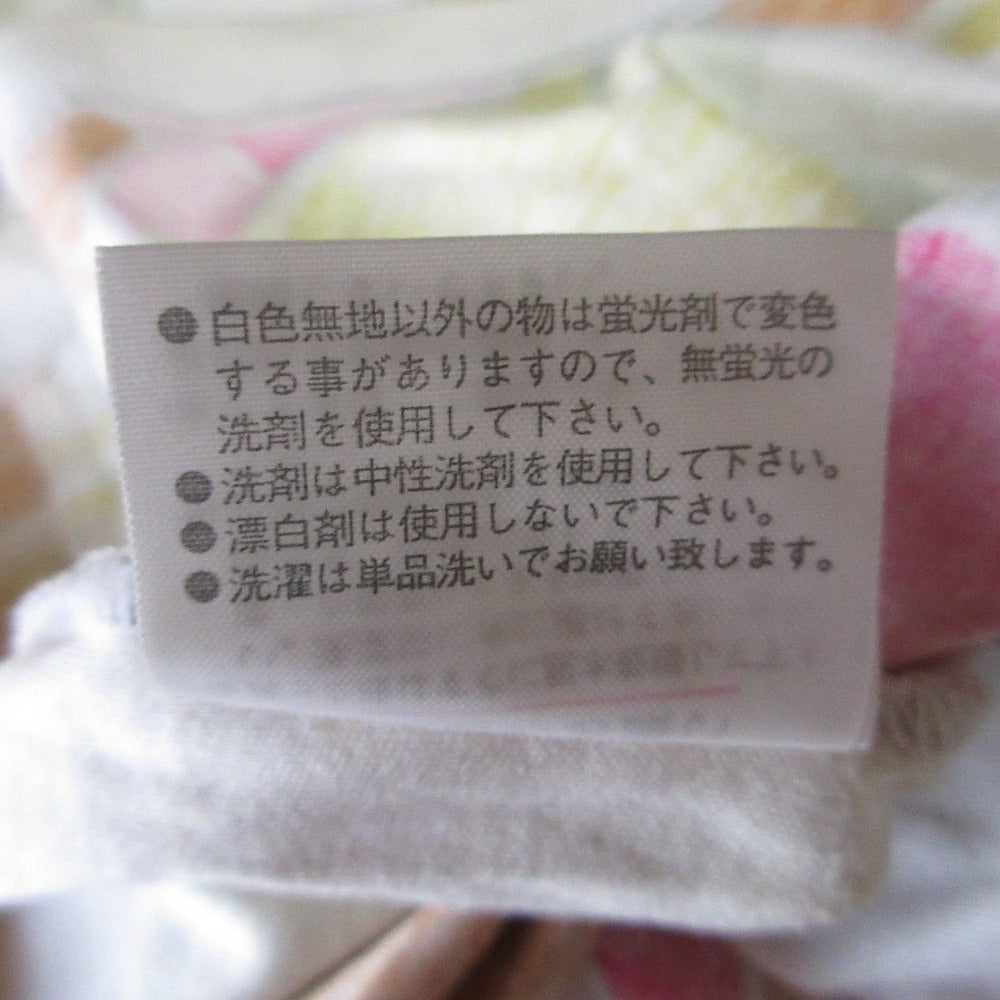 ●白色無地以外の物は蛍光剤で変色
する事がありますので、無蛍光の
洗剤を使用して下さい。
●洗剤は中性洗剤を使用して下さい。
●漂白剤は使用しないで下さい。
●洗濯は単品洗いでお願い致します。